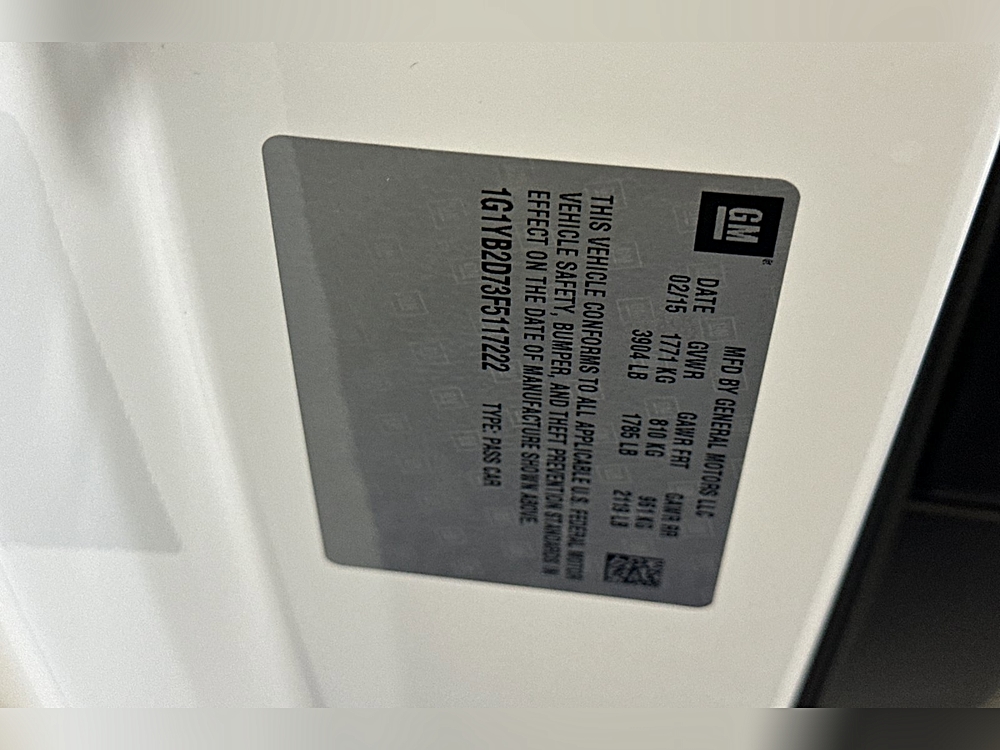 GM
MFD BY GENERAL MOTORS LLC
DATE GVWR GAWR FRT GAWR RR
02/15 1771 KG 810 KG 961 KG
3904 LB 1785 LB 2119 LB
THIS VEHICLE CONFORMS TO ALL APPLICABLE U.S. FEDERAL MOTOR
VEHICLE SAFETY, BUMPER, AND THEFT PREVENTION STANDARDS IN
EFFECT ON THE DATE OF MANUFACTURE SHOWN ABOVE.
1G1YB2D73F5117222 TYPE: PASS CAR